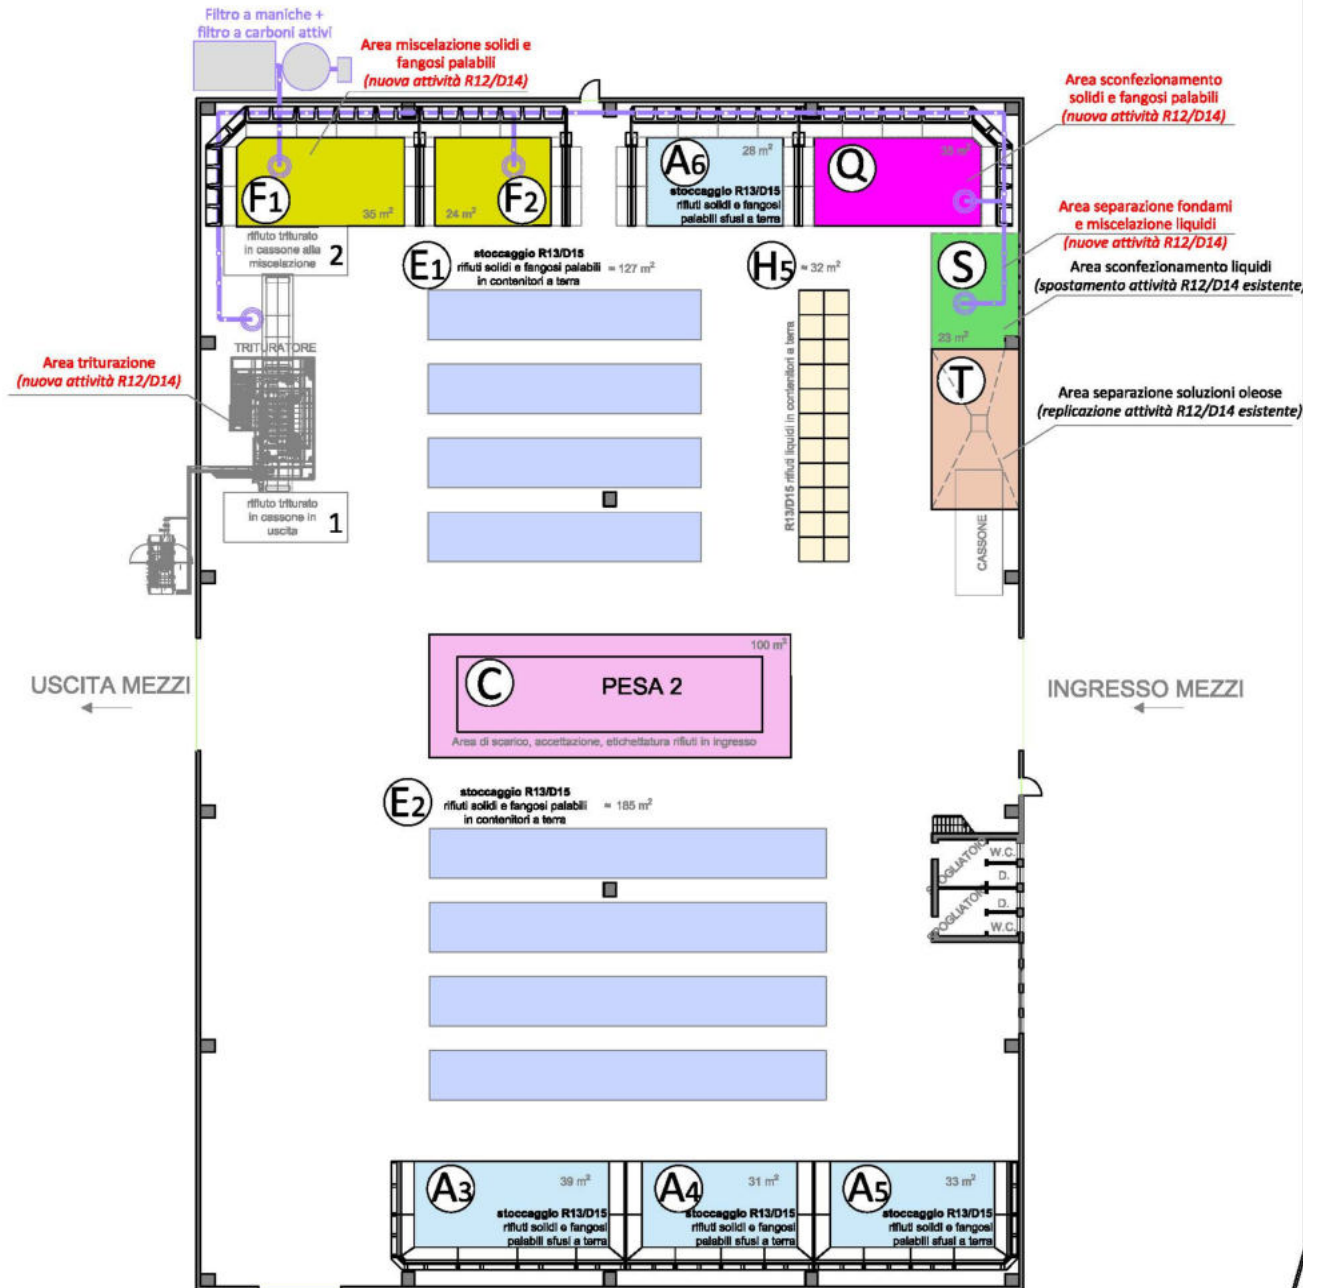 Filtro a maniche +
filtro a carboni attivi
Area miscelazione solidi e
fangosi palabili
(nuova attività R12/D14)
Area sconfezionamento
solidi e fangosi palabili
(nuova attività R12/D14)
F1
35 m²
F2
24 m²
A6
28 m²
stoccaggio R13/D15
rifiuti solidi e fangosi
palabili sfusi a terra
Q
35 m²
Area separazione fondami
e miscelazione liquidi
(nuove attività R12/D14)
Area sconfezionamento liquidi
(spostamento attività R12/D14 esistente)
S
23 m²
rifiuto triturato
in cassone alla
miscelazione
2
E1
stoccaggio R13/D15
rifiuti solidi e fangosi palabili
in contenitori a terra
≈ 127 m²
H5
≈ 32 m²
R13/D15 rifiuti liquidi in contenitori a terra
TRITURATORE
Area triturazione
(nuova attività R12/D14)
T
Area separazione soluzioni oleose
(replicazione attività R12/D14 esistente)
rifiuto triturato
in cassone in
uscita
1
CASSONE
100 m²
C
PESA 2
Area di scarico, accettazione, etichettatura rifiuti in ingresso
USCITA MEZZI
INGRESSO MEZZI
E2
stoccaggio R13/D15
rifiuti solidi e fangosi palabili
in contenitori a terra
≈ 185 m²
SPOGLIATOIO
W.C.
D.
SPOGLIATOIO
D.
W.C.
A3
39 m²
stoccaggio R13/D15
rifiuti solidi e fangosi
palabili sfusi a terra
A4
31 m²
stoccaggio R13/D15
rifiuti solidi e fangosi
palabili sfusi a terra
A5
33 m²
stoccaggio R13/D15
rifiuti solidi e fangosi
palabili sfusi a terra